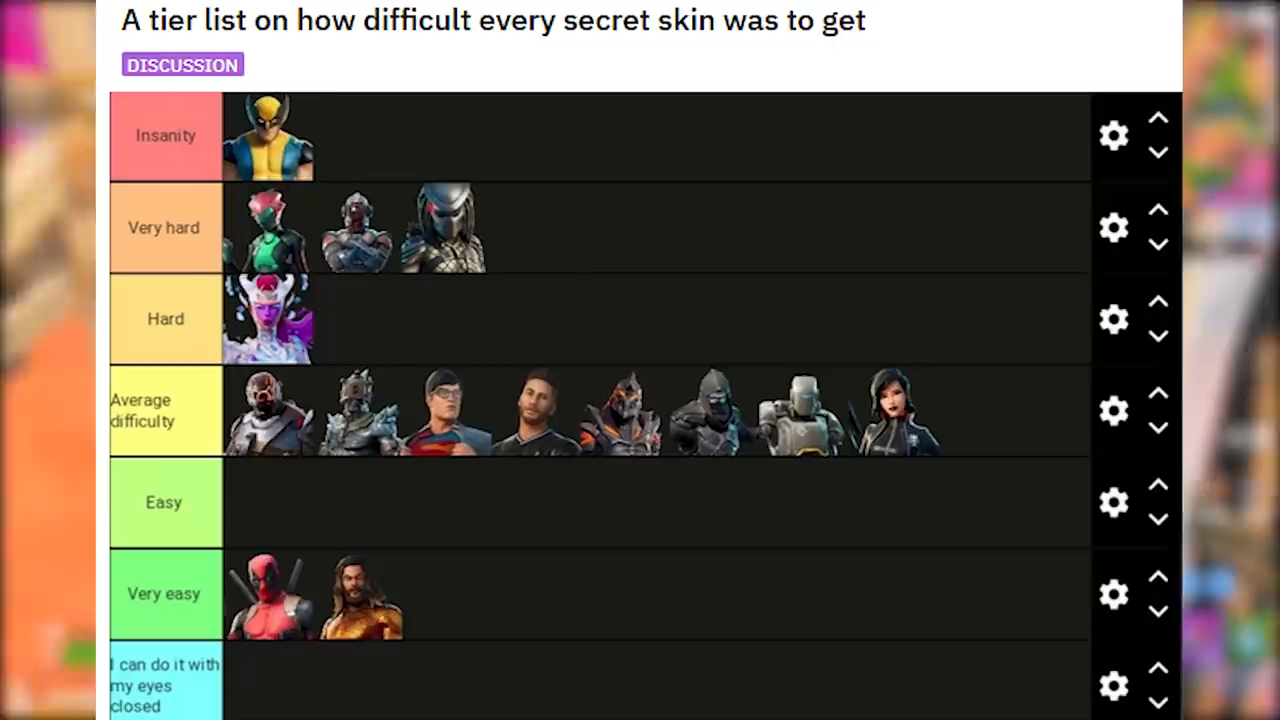 A tier list on how difficult every secret skin was to get
DISCUSSION
Insanity
Very hard
Hard
Average
difficulty
Easy
Very easy
I can do it with
my eyes
closed